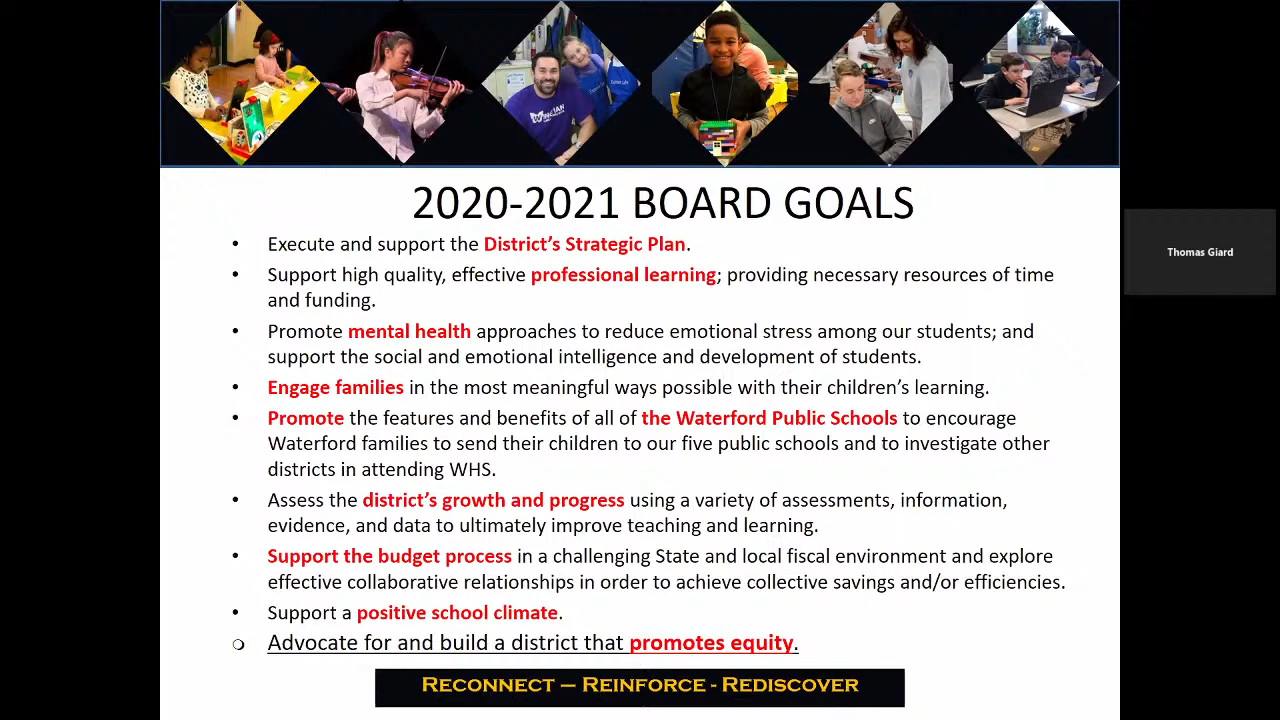 2020-2021 BOARD GOALS
• Execute and support the District's Strategic Plan.
• Support high quality, effective professional learning; providing necessary resources of time
and funding.
• Promote mental health approaches to reduce emotional stress among our students; and
support the social and emotional intelligence and development of students.
• Engage families in the most meaningful ways possible with their children's learning.
• Promote the features and benefits of all of the Waterford Public Schools to encourage
Waterford families to send their children to our five public schools and to investigate other
districts in attending WHS.
• Assess the district's growth and progress using a variety of assessments, information,
evidence, and data to ultimately improve teaching and learning.
• Support the budget process in a challenging State and local fiscal environment and explore
effective collaborative relationships in order to achieve collective savings and/or efficiencies.
• Support a positive school climate.
○ Advocate for and build a district that promotes equity.
RECONNECT – REINFORCE - REDISCOVER
Thomas Giard